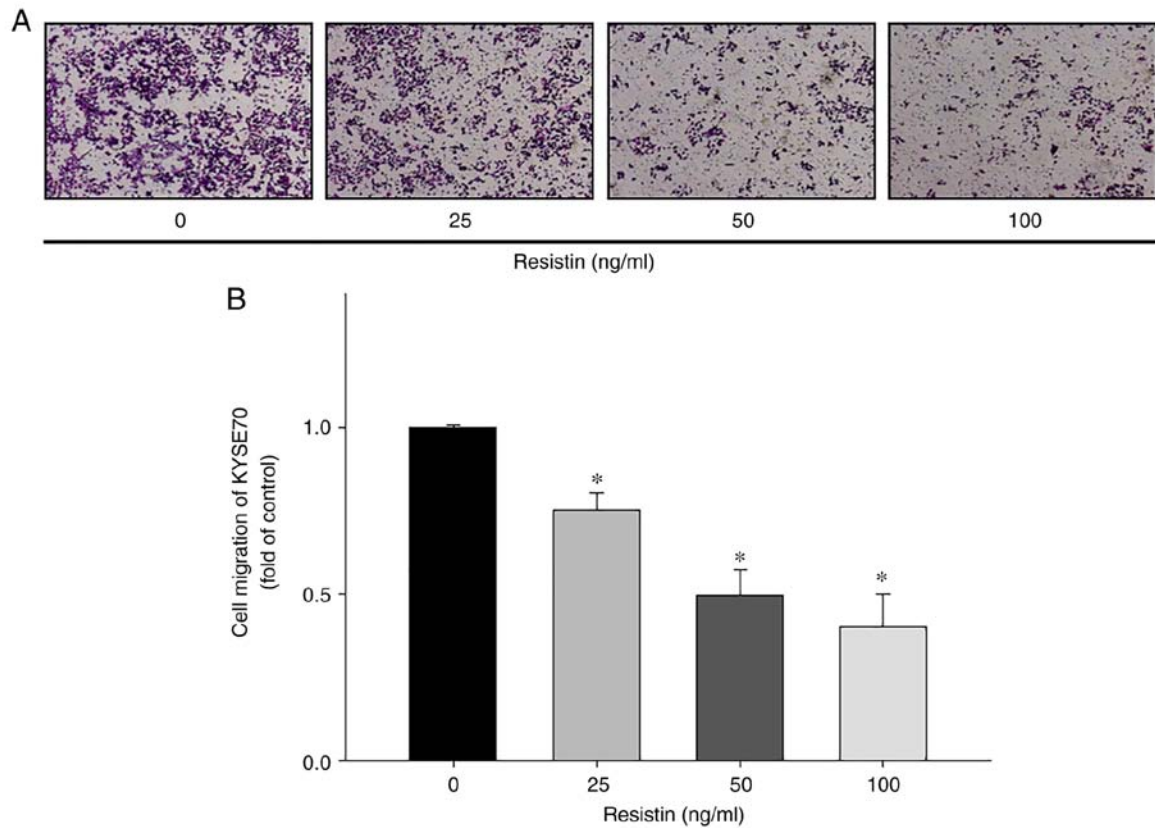 A
0 25 50 100
Resistin (ng/ml)
B
Cell migration of KYSE70
(fold of control)
1.0
0.5
0.0
*
*
*
0 25 50 100
Resistin (ng/ml)